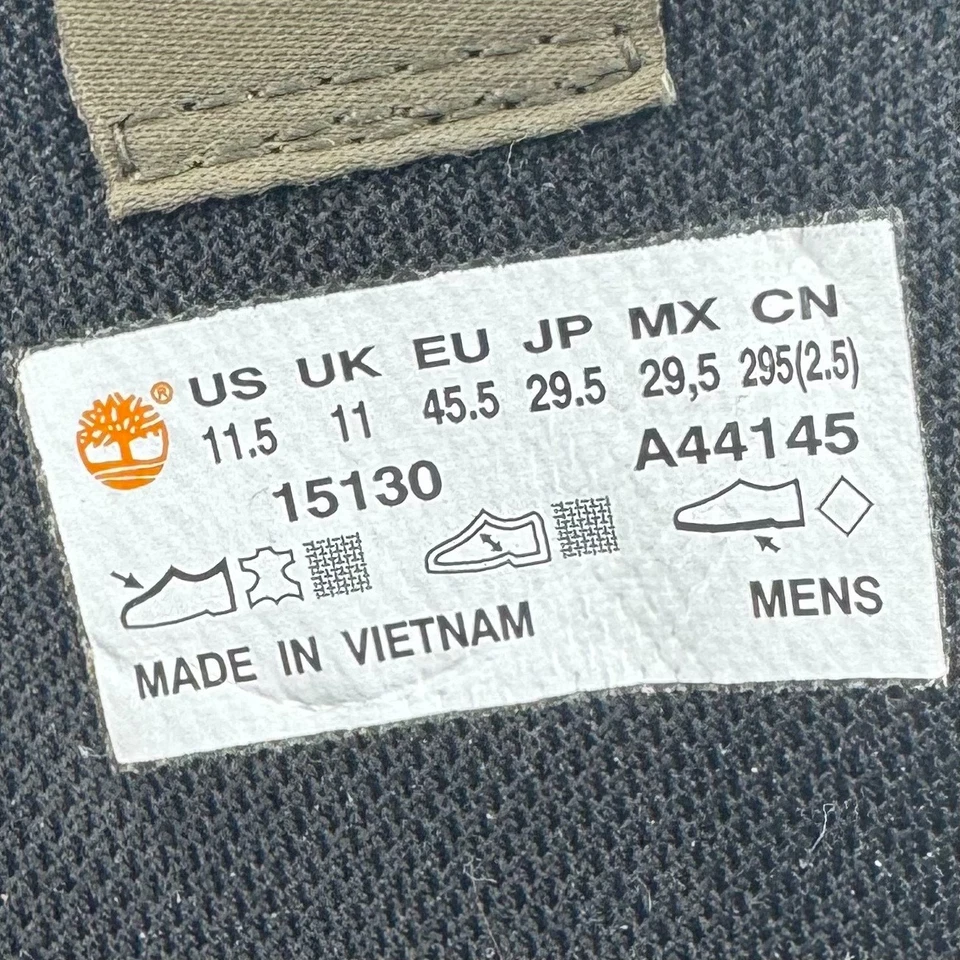 ® US UK EU JP MX CN
11.5 11 45.5 29.5 29,5 295(2.5)
15130 A44145
MADE IN VIETNAM MENS